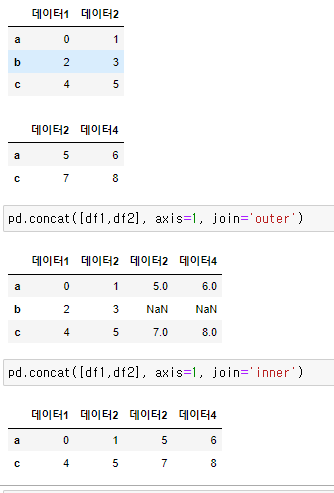 데이터1 데이터2
a 0 1
b 2 3
c 4 5
데이터2 데이터4
a 5 6
c 7 8
pd.concat([df1,df2], axis=1, join='outer')
데이터1 데이터2 데이터2 데이터4
a 0 1 5.0 6.0
b 2 3 NaN NaN
c 4 5 7.0 8.0
pd.concat([df1,df2], axis=1, join='inner')
데이터1 데이터2 데이터2 데이터4
a 0 1 5 6
c 4 5 7 8